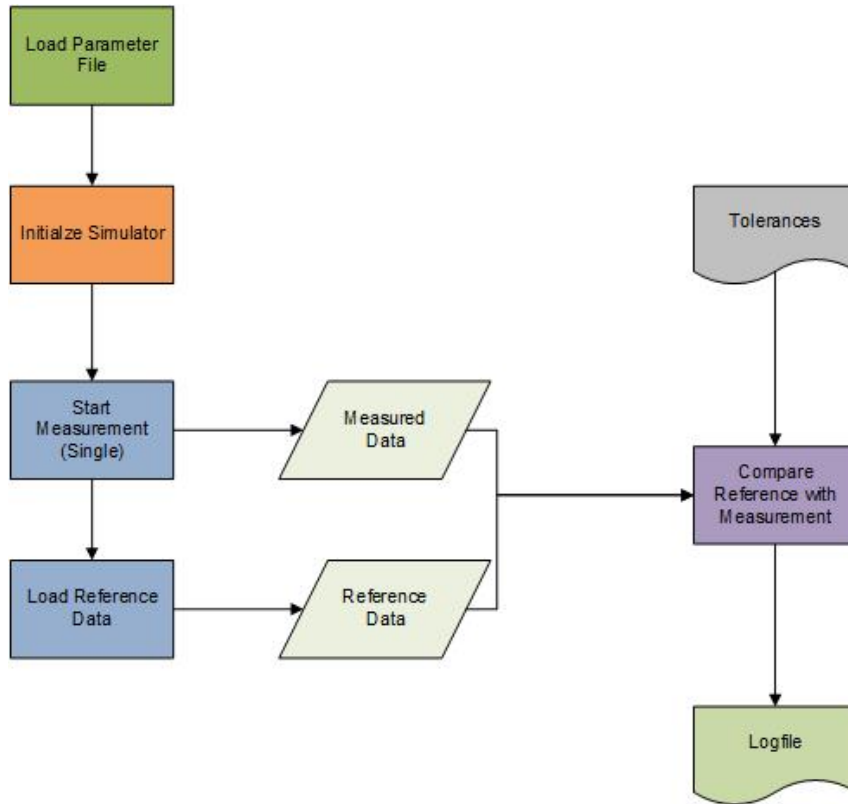 Load Parameter
File
Initialze Simulator
Tolerances
Start
Measurement
(Single)
Measured
Data
Compare
Reference with
Measurement
Load Reference
Data
Reference
Data
Logfile